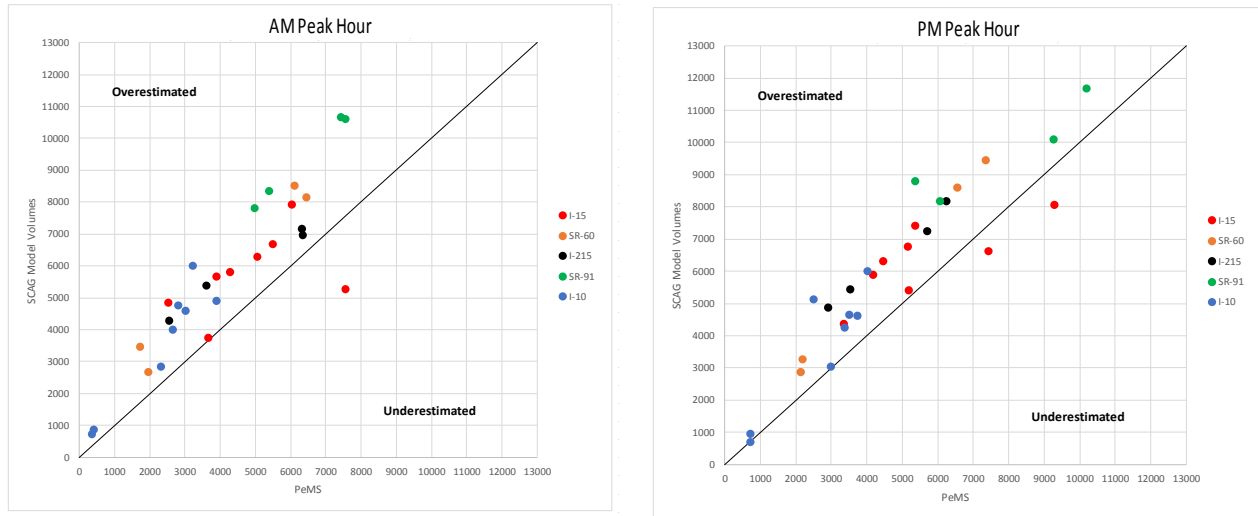 AM Peak Hour
13000
12000
11000
10000
9000
8000
7000
6000
5000
4000
3000
2000
1000
0
SCAG Model Volumes
Overestimated
Underestimated
0 1000 2000 3000 4000 5000 6000 7000 8000 9000 10000 11000 12000 13000
PeMS
I-15
SR-60
I-215
SR-91
I-10
PM Peak Hour
13000
12000
11000
10000
9000
8000
7000
6000
5000
4000
3000
2000
1000
0
SCAG Model Volumes
Overestimated
Underestimated
0 1000 2000 3000 4000 5000 6000 7000 8000 9000 10000 11000 12000 13000
PeMS
I-15
SR-60
I-215
SR-91
I-10